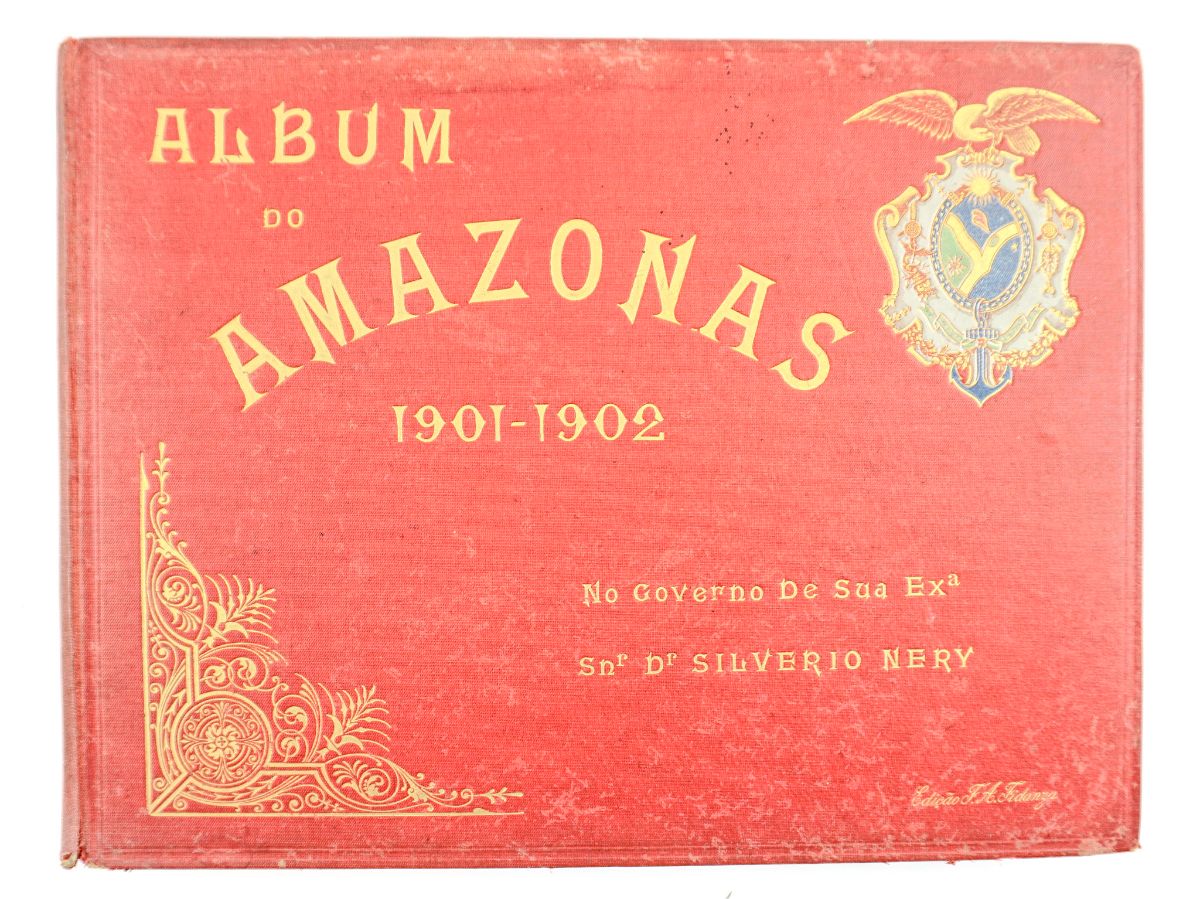 ALBUM
DO
AMAZONAS
1901-1902
No Governo De Sua Exª
Snʳ Dʳ SILVERIO NERY
Edição F. A. Fidanza